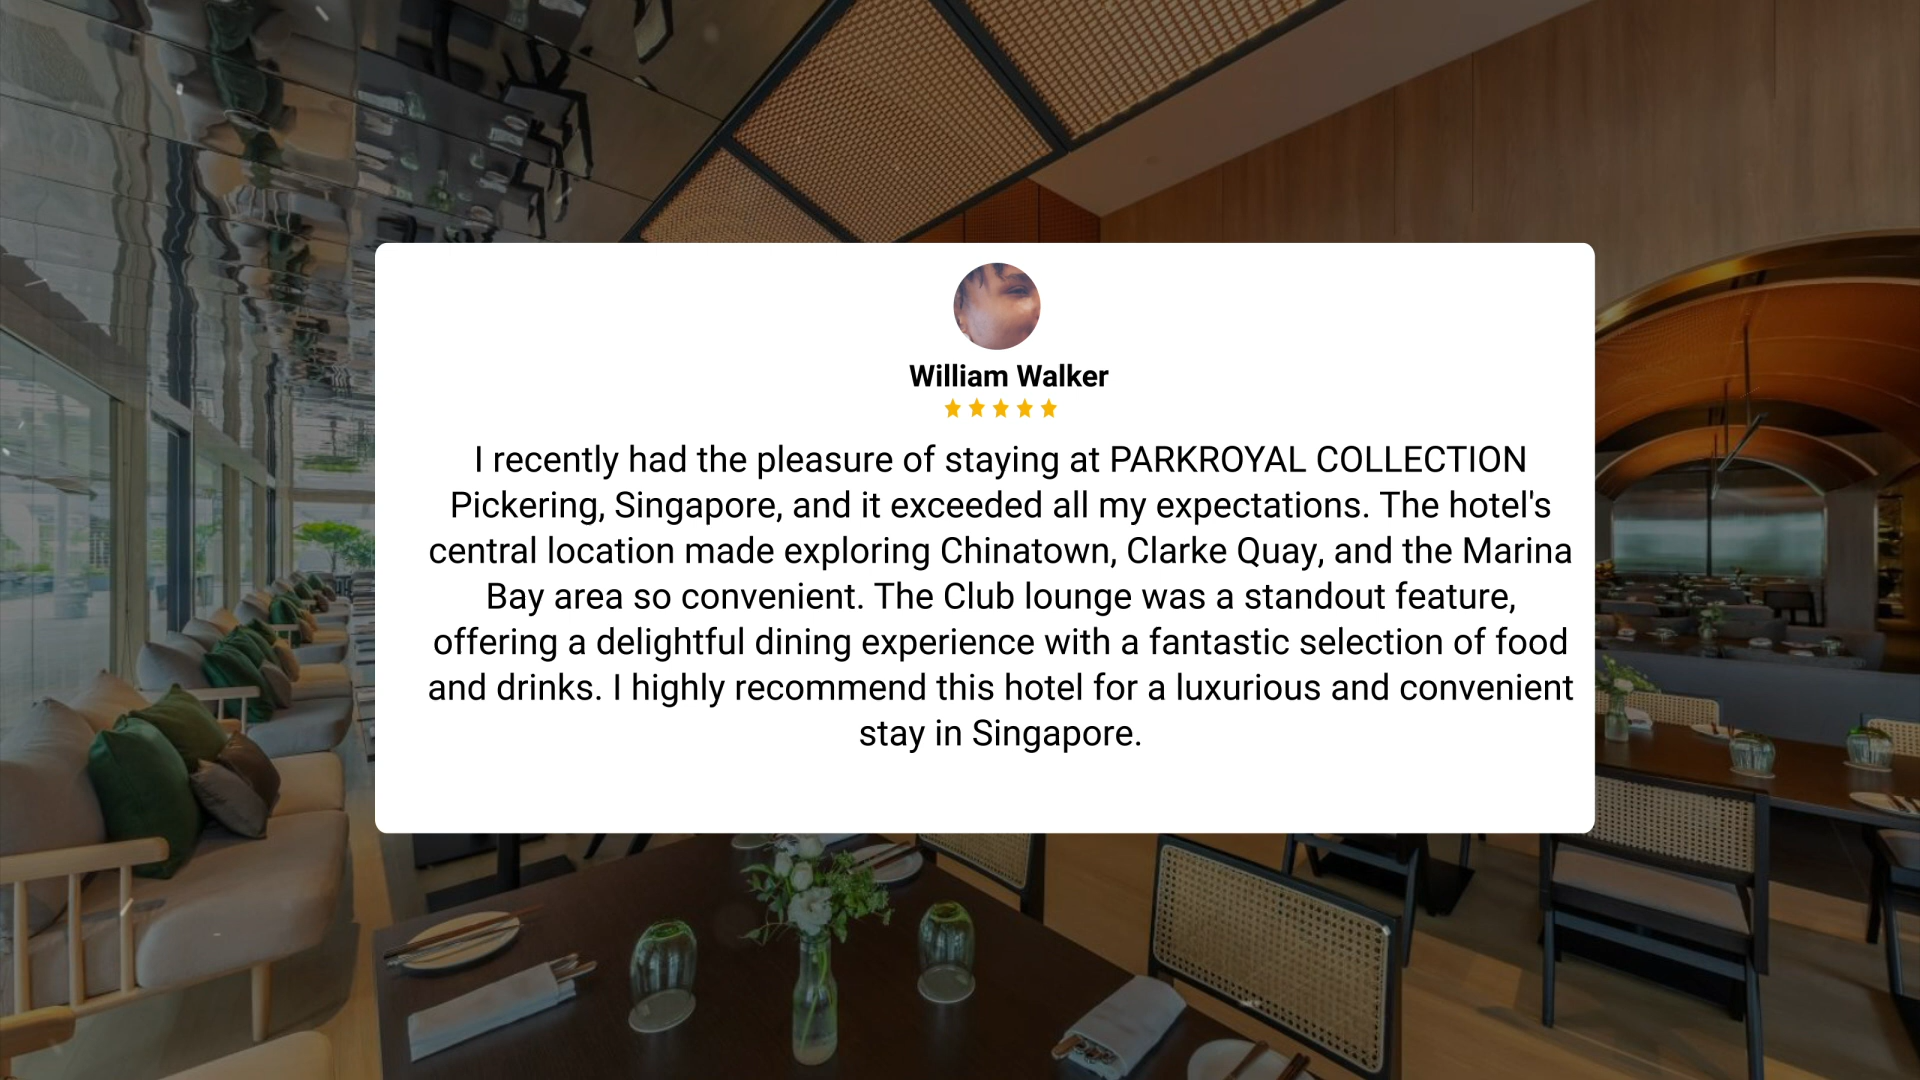 William Walker
I recently had the pleasure of staying at PARKROYAL COLLECTION
Pickering, Singapore, and it exceeded all my expectations. The hotel's
central location made exploring Chinatown, Clarke Quay, and the Marina
Bay area so convenient. The Club lounge was a standout feature,
offering a delightful dining experience with a fantastic selection of food
and drinks. I highly recommend this hotel for a luxurious and convenient
stay in Singapore.